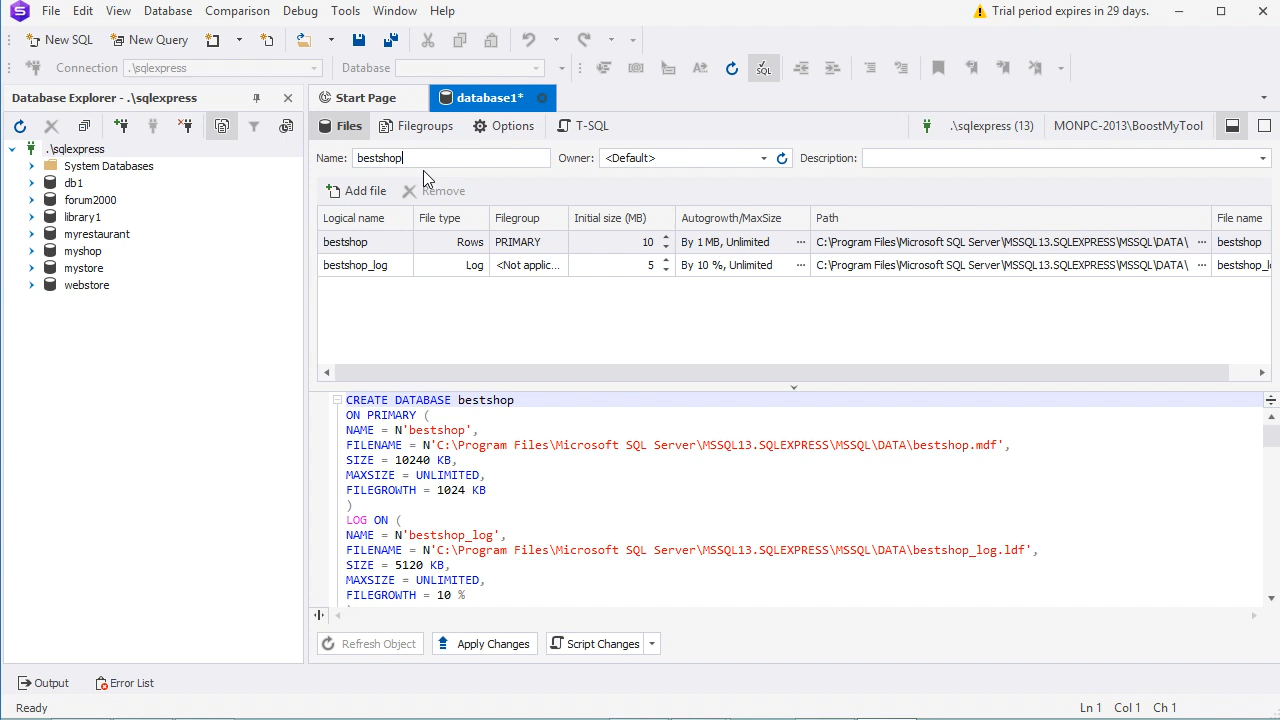 File Edit View Database Comparison Debug Tools Window Help Trial period expires in 29 days.
New SQL New Query
Connection .\sqlexpress Database
Database Explorer - .\sqlexpress
Start Page database1*
Files Filegroups Options T-SQL .\sqlexpress (13) MONPC-2013\BoostMyTool
.\sqlexpress
System Databases
db1
forum2000
library1
myrestaurant
myshop
mystore
webstore
Name: bestshop Owner: <Default> Description:
Add file Remove
Logical name File type Filegroup Initial size (MB) Autogrowth/MaxSize Path File name
bestshop Rows PRIMARY 10 By 1 MB, Unlimited ... C:\Program Files\Microsoft SQL Server\MSSQL13.SQLEXPRESS\MSSQL\DATA\ ... bestshop
bestshop_log Log <Not applic... 5 By 10 %, Unlimited ... C:\Program Files\Microsoft SQL Server\MSSQL13.SQLEXPRESS\MSSQL\DATA\ ... bestshop_l
CREATE DATABASE bestshop
ON PRIMARY (
NAME = N'bestshop',
FILENAME = N'C:\Program Files\Microsoft SQL Server\MSSQL13.SQLEXPRESS\MSSQL\DATA\bestshop.mdf',
SIZE = 10240 KB,
MAXSIZE = UNLIMITED,
FILEGROWTH = 1024 KB
)
LOG ON (
NAME = N'bestshop_log',
FILENAME = N'C:\Program Files\Microsoft SQL Server\MSSQL13.SQLEXPRESS\MSSQL\DATA\bestshop_log.ldf',
SIZE = 5120 KB,
MAXSIZE = UNLIMITED,
FILEGROWTH = 10 %
Refresh Object Apply Changes Script Changes
Output Error List
Ready Ln 1 Col 1 Ch 1